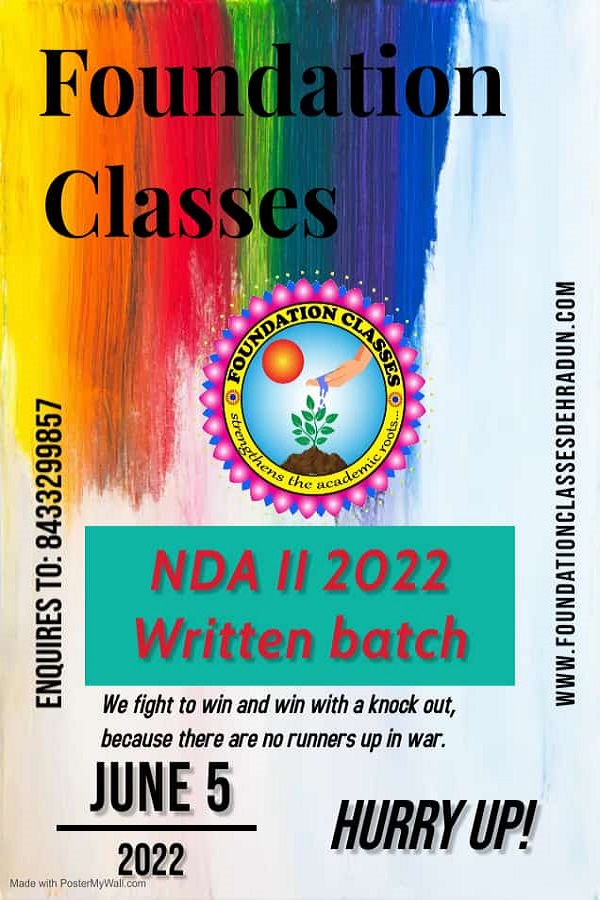 Foundation
Classes
FOUNDATION CLASSES
strengthens the academic roots...
ENQUIRES TO: 8433299857
WWW.FOUNDATIONCLASSESDEHRADUN.COM
NDA II 2022
Written batch
We fight to win and win with a knock out,
because there are no runners up in war.
JUNE 5
2022
HURRY UP!
Made with PosterMyWall.com